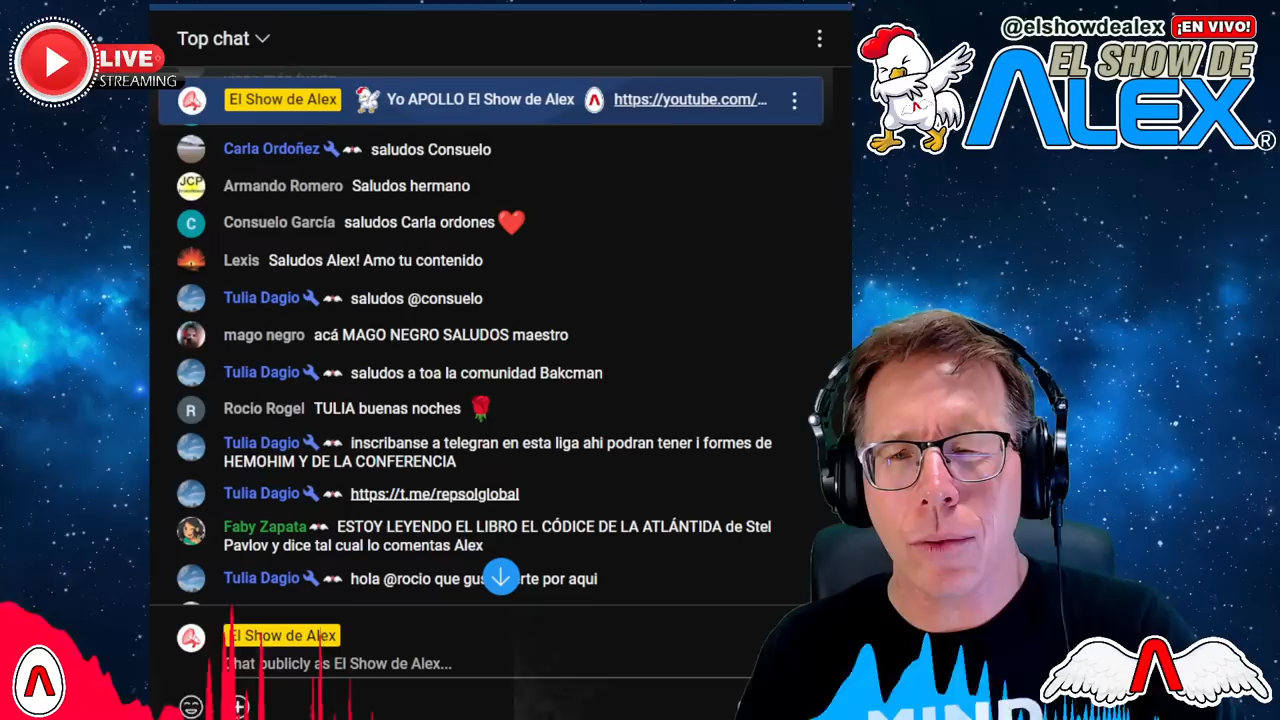 LIVE
STREAMING
Top chat
@elshowdealex ¡EN VIVO!
EL SHOW DE
ALEX®
El Show de Alex Yo APOLLO El Show de Alex https://youtube.com/...
Carla Ordoñez saludos Consuelo
JCP
Armando Romero Saludos hermano
C
Consuelo García saludos Carla ordones
Lexis Saludos Alex! Amo tu contenido
Tulia Dagio saludos @consuelo
mago negro acá MAGO NEGRO SALUDOS maestro
Tulia Dagio saludos a toa la comunidad Bakcman
R
Rocio Rogel TULIA buenas noches
Tulia Dagio inscribanse a telegran en esta liga ahi podran tener i formes de
HEMOHIM Y DE LA CONFERENCIA
Tulia Dagio https://t.me/repsolglobal
Faby Zapata ESTOY LEYENDO EL LIBRO EL CÓDICE DE LA ATLÁNTIDA de Stel
Pavlov y dice tal cual lo comentas Alex
Tulia Dagio hola @rocio que por aqui
El Show de Alex
Chat publicly as El Show de Alex...
MIND